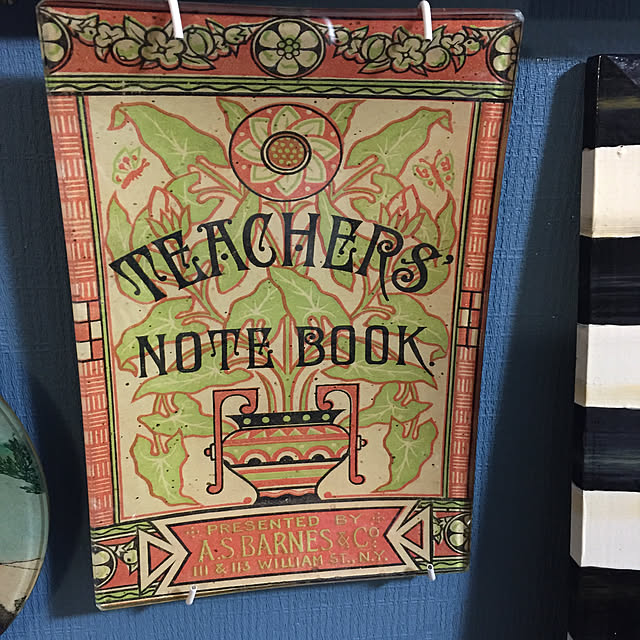 TEACHERS'
NOTE BOOK.
PRESENTED BY
A.S. BARNES & CO.
111 & 113 WILLIAM ST., N.Y.